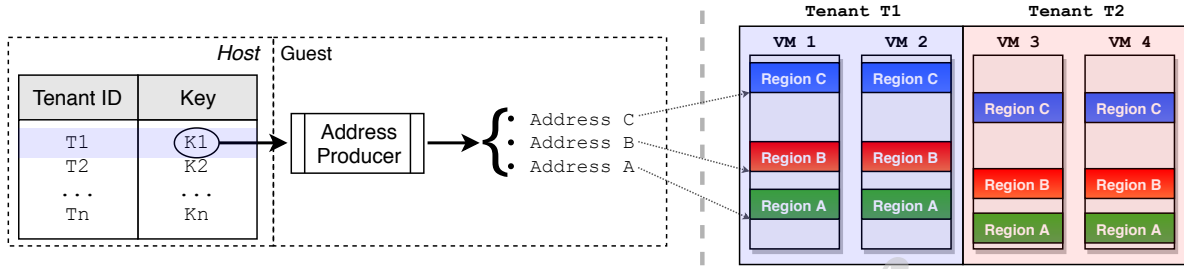 Host
Guest
Tenant ID
Key
T1
K1
T2
K2
...
...
Tn
Kn
Address
Producer
{
• Address C
• Address B
• Address A
Tenant T1
Tenant T2
VM 1
VM 2
VM 3
VM 4
Region C
Region C
Region C
Region C
Region B
Region B
Region B
Region B
Region A
Region A
Region A
Region A